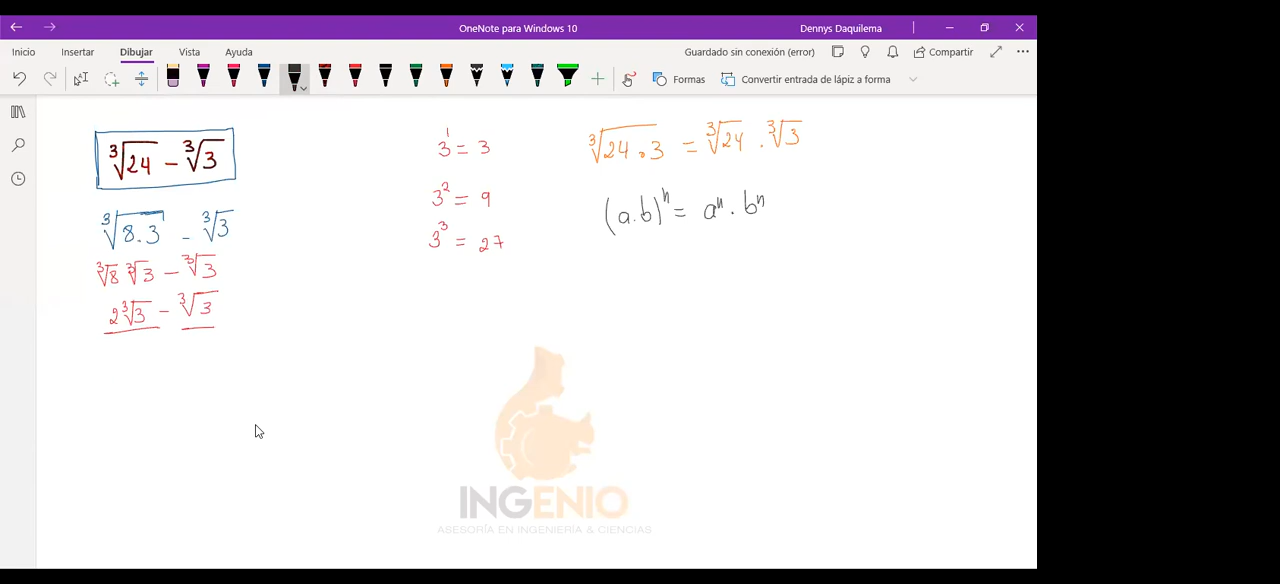 OneNote para Windows 10
Dennys Daquilema
Inicio Insertar Dibujar Vista Ayuda
Guardado sin conexión (error) Compartir
Formas Convertir entrada de lápiz a forma
∛24 - ∛3
∛8.3 - ∛3
∛8 ∛3 - ∛3
2∛3 - ∛3
3¹ = 3
3² = 9
3³ = 27
∛24.3 = ∛24 . ∛3
(a.b)ⁿ = aⁿ . bⁿ
INGENIO
ASESORÍA EN INGENIERÍA & CIENCIAS